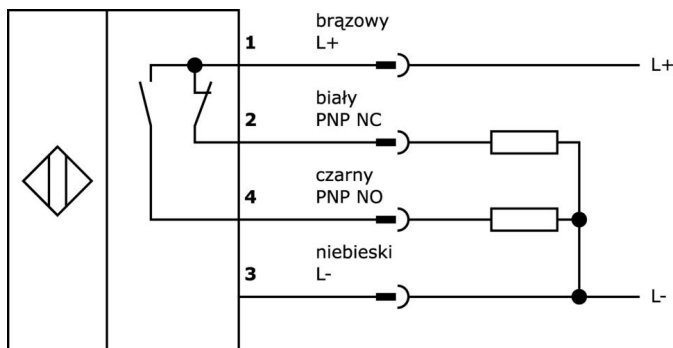 brązowy
1 L+ L+
biały
2 PNP NC
czarny
4 PNP NO
niebieski
3 L- L-